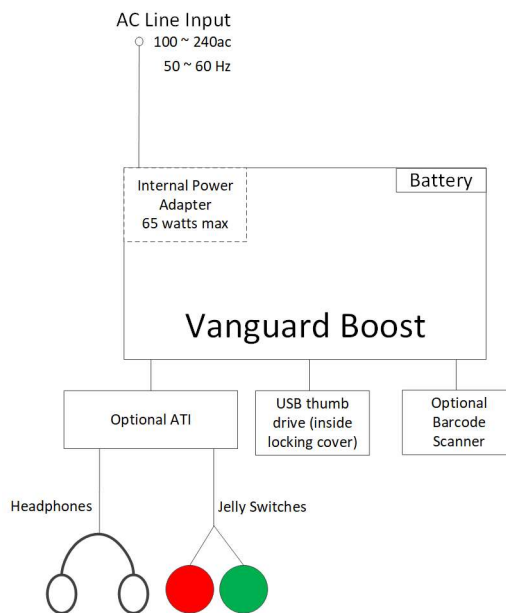 AC Line Input
100 ~ 240ac
50 ~ 60 Hz
Internal Power
Adapter
65 watts max
Battery
Vanguard Boost
Optional ATI
USB thumb
drive (inside
locking cover)
Optional
Barcode
Scanner
Headphones
Jelly Switches